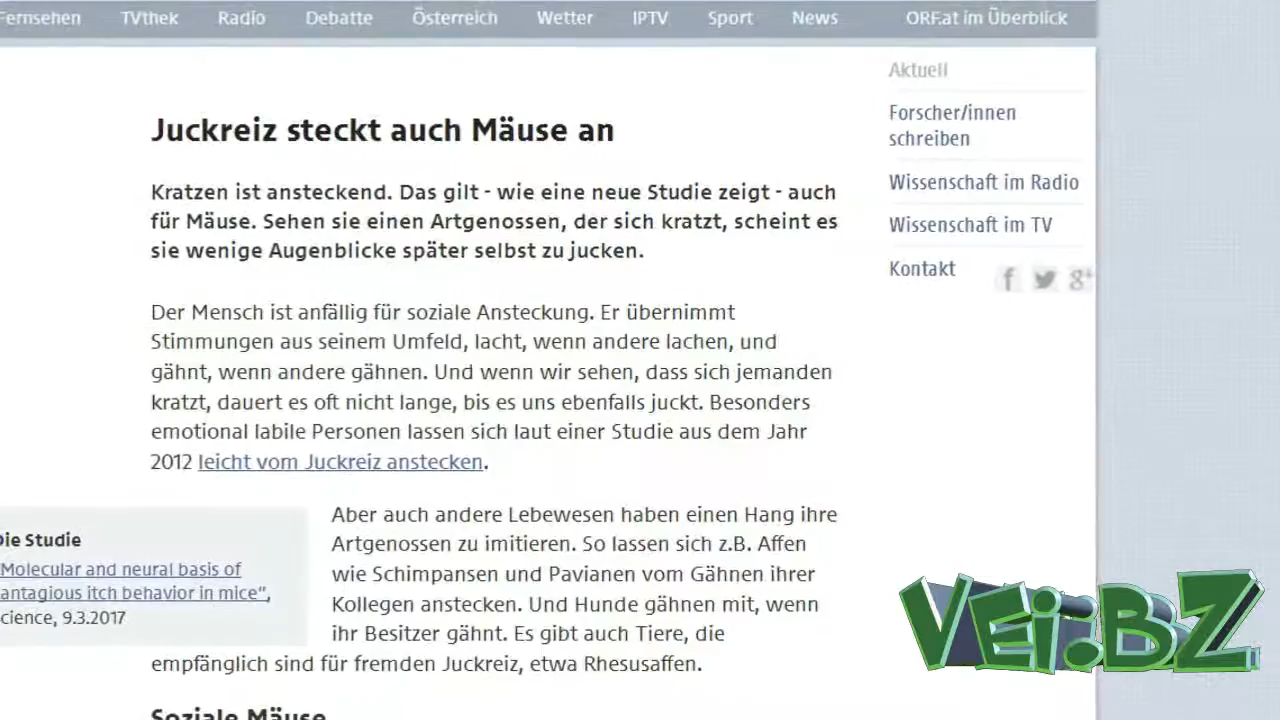 Fernsehen TVthek Radio Debatte Österreich Wetter IPTV Sport News ORF.at im Überblick
Aktuell
Forscher/innen
schreiben
Wissenschaft im Radio
Wissenschaft im TV
Kontakt f g+
Juckreiz steckt auch Mäuse an
Kratzen ist ansteckend. Das gilt - wie eine neue Studie zeigt - auch
für Mäuse. Sehen sie einen Artgenossen, der sich kratzt, scheint es
sie wenige Augenblicke später selbst zu jucken.
Der Mensch ist anfällig für soziale Ansteckung. Er übernimmt
Stimmungen aus seinem Umfeld, lacht, wenn andere lachen, und
gähnt, wenn andere gähnen. Und wenn wir sehen, dass sich jemanden
kratzt, dauert es oft nicht lange, bis es uns ebenfalls juckt. Besonders
emotional labile Personen lassen sich laut einer Studie aus dem Jahr
2012 leicht vom Juckreiz anstecken.
Die Studie
"Molecular and neural basis of
antagious itch behavior in mice",
cience, 9.3.2017
Aber auch andere Lebewesen haben einen Hang ihre
Artgenossen zu imitieren. So lassen sich z.B. Affen
wie Schimpansen und Pavianen vom Gähnen ihrer
Kollegen anstecken. Und Hunde gähnen mit, wenn
ihr Besitzer gähnt. Es gibt auch Tiere, die
empfänglich sind für fremden Juckreiz, etwa Rhesusaffen.
Soziale Mäuse
VEi:BZ